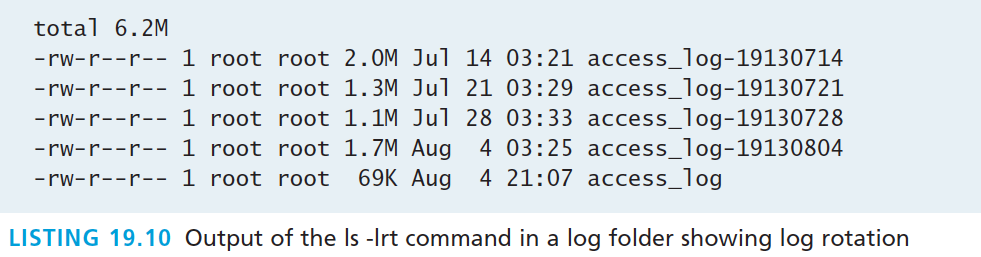 total 6.2M
-rw-r--r-- 1 root root 2.0M Jul 14 03:21 access_log-19130714
-rw-r--r-- 1 root root 1.3M Jul 21 03:29 access_log-19130721
-rw-r--r-- 1 root root 1.1M Jul 28 03:33 access_log-19130728
-rw-r--r-- 1 root root 1.7M Aug  4 03:25 access_log-19130804
-rw-r--r-- 1 root root  69K Aug  4 21:07 access_log
LISTING 19.10 Output of the ls -lrt command in a log folder showing log rotation